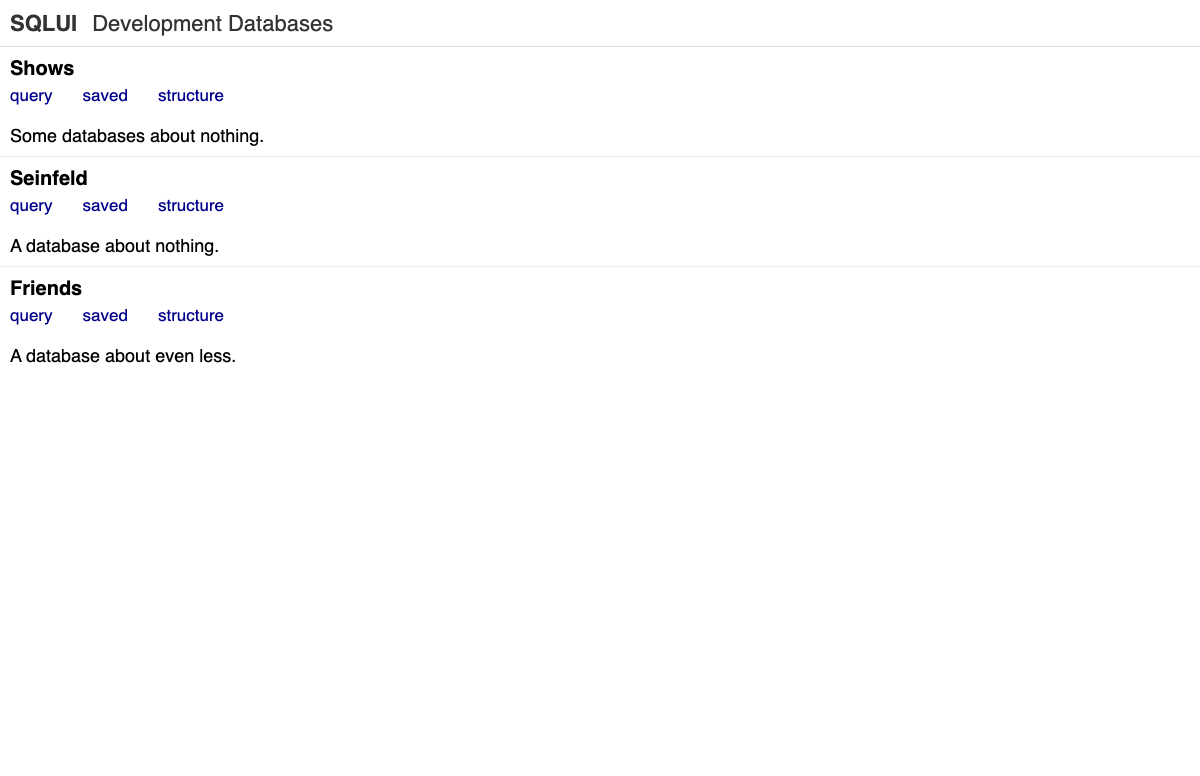 SQLUI Development Databases
Shows
query saved structure
Some databases about nothing.
Seinfeld
query saved structure
A database about nothing.
Friends
query saved structure
A database about even less.